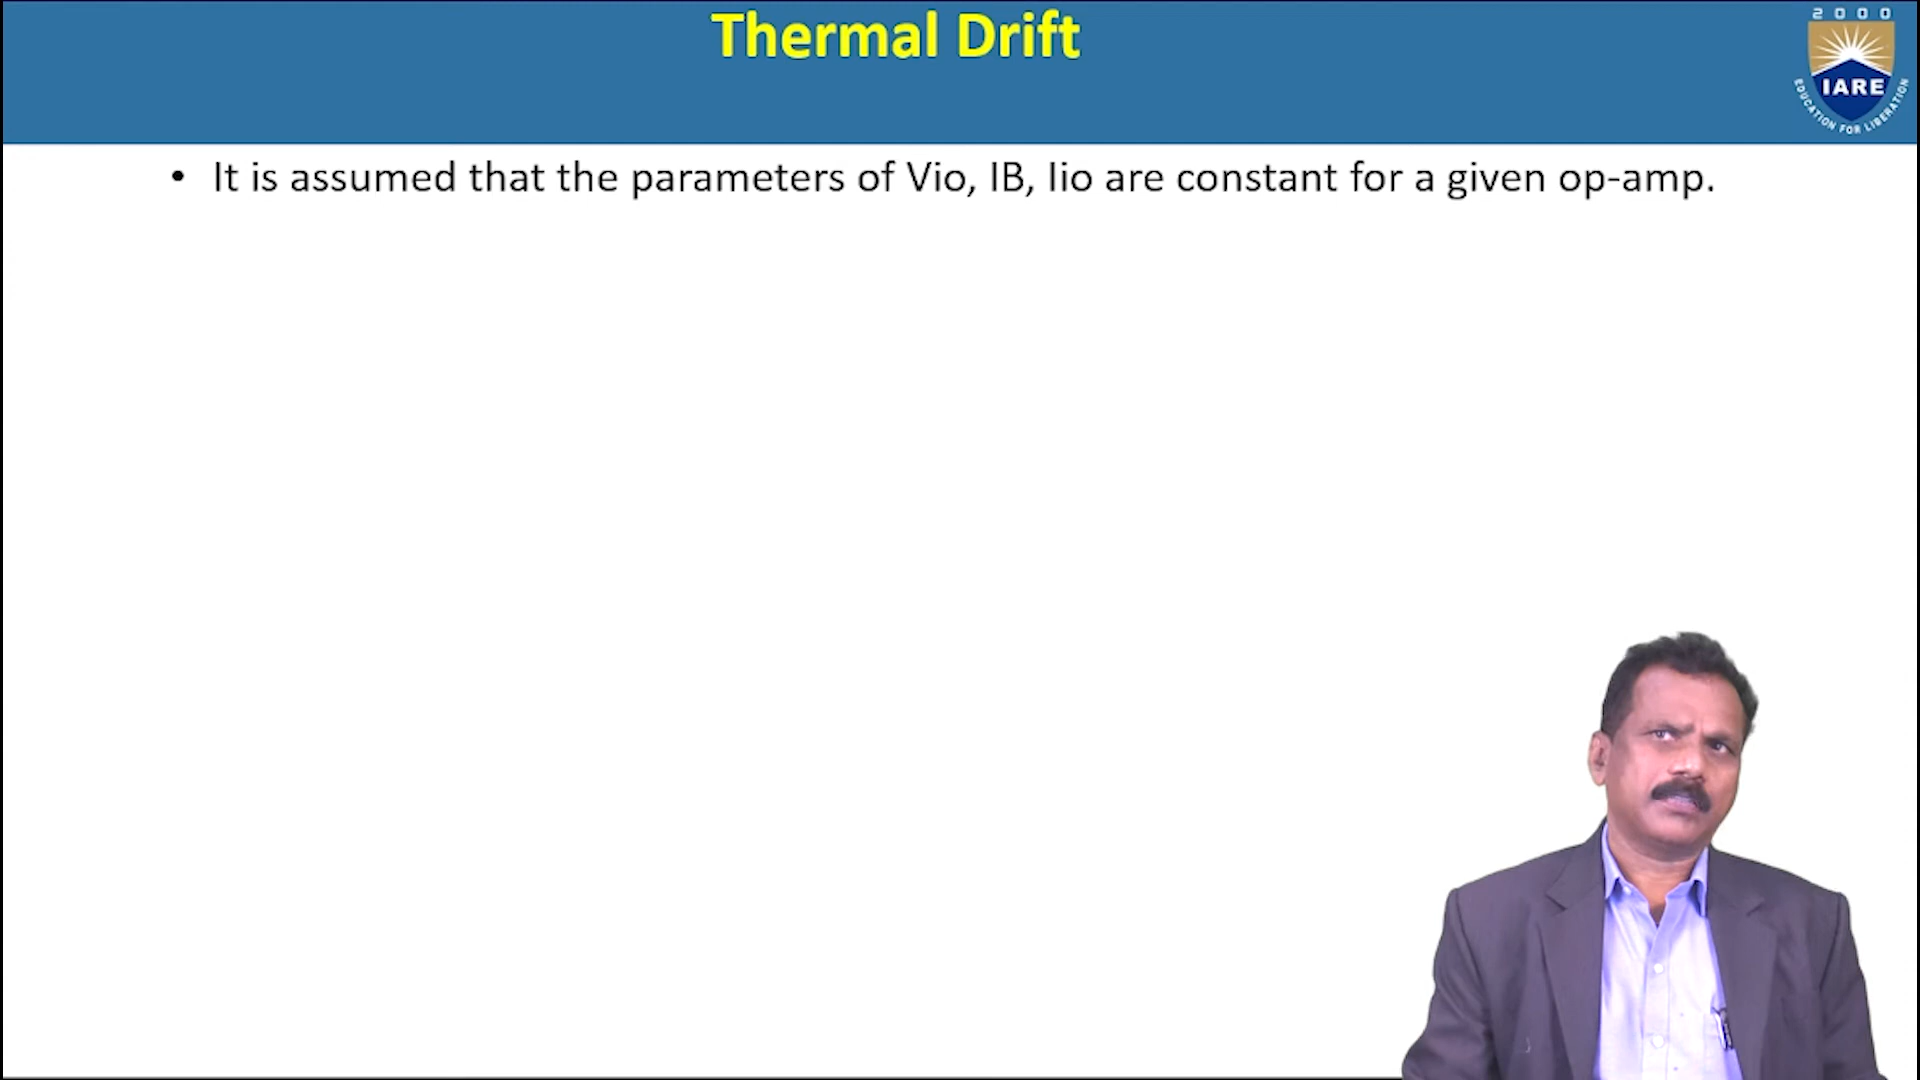 Thermal Drift
2000
IARE
EDUCATION FOR LIBERATION
• It is assumed that the parameters of Vio, IB, Iio are constant for a given op-amp.